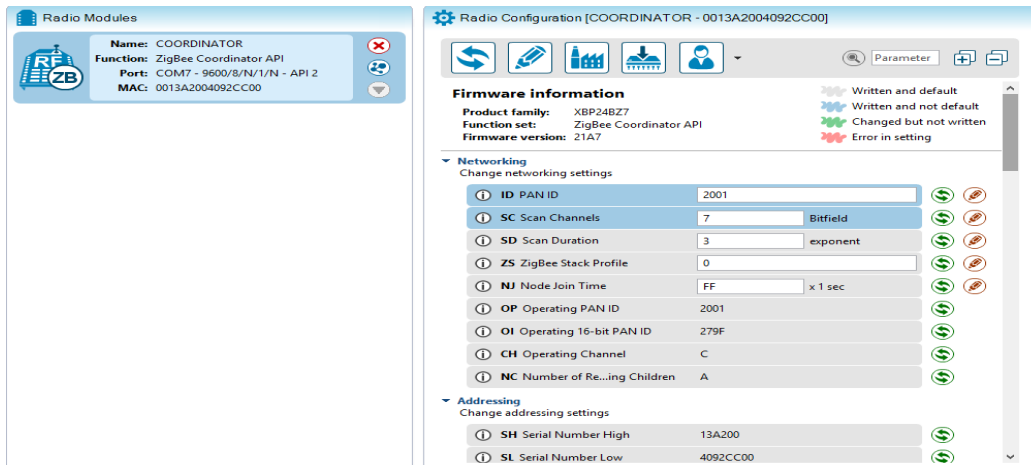 Radio Modules
RF
ZB
Name: COORDINATOR
Function: ZigBee Coordinator API
Port: COM7 - 9600/8/N/1/N - API 2
MAC: 0013A2004092CC00
Radio Configuration [COORDINATOR - 0013A2004092CC00]
Parameter
Firmware information
Product family: XBP24BZ7
Function set: ZigBee Coordinator API
Firmware version: 21A7
Written and default
Written and not default
Changed but not written
Error in setting
Networking
Change networking settings
ID PAN ID 2001
SC Scan Channels 7 Bitfield
SD Scan Duration 3 exponent
ZS ZigBee Stack Profile 0
NJ Node Join Time FF x 1 sec
OP Operating PAN ID 2001
OI Operating 16-bit PAN ID 279F
CH Operating Channel C
NC Number of Re...ing Children A
Addressing
Change addressing settings
SH Serial Number High 13A200
SL Serial Number Low 4092CC00